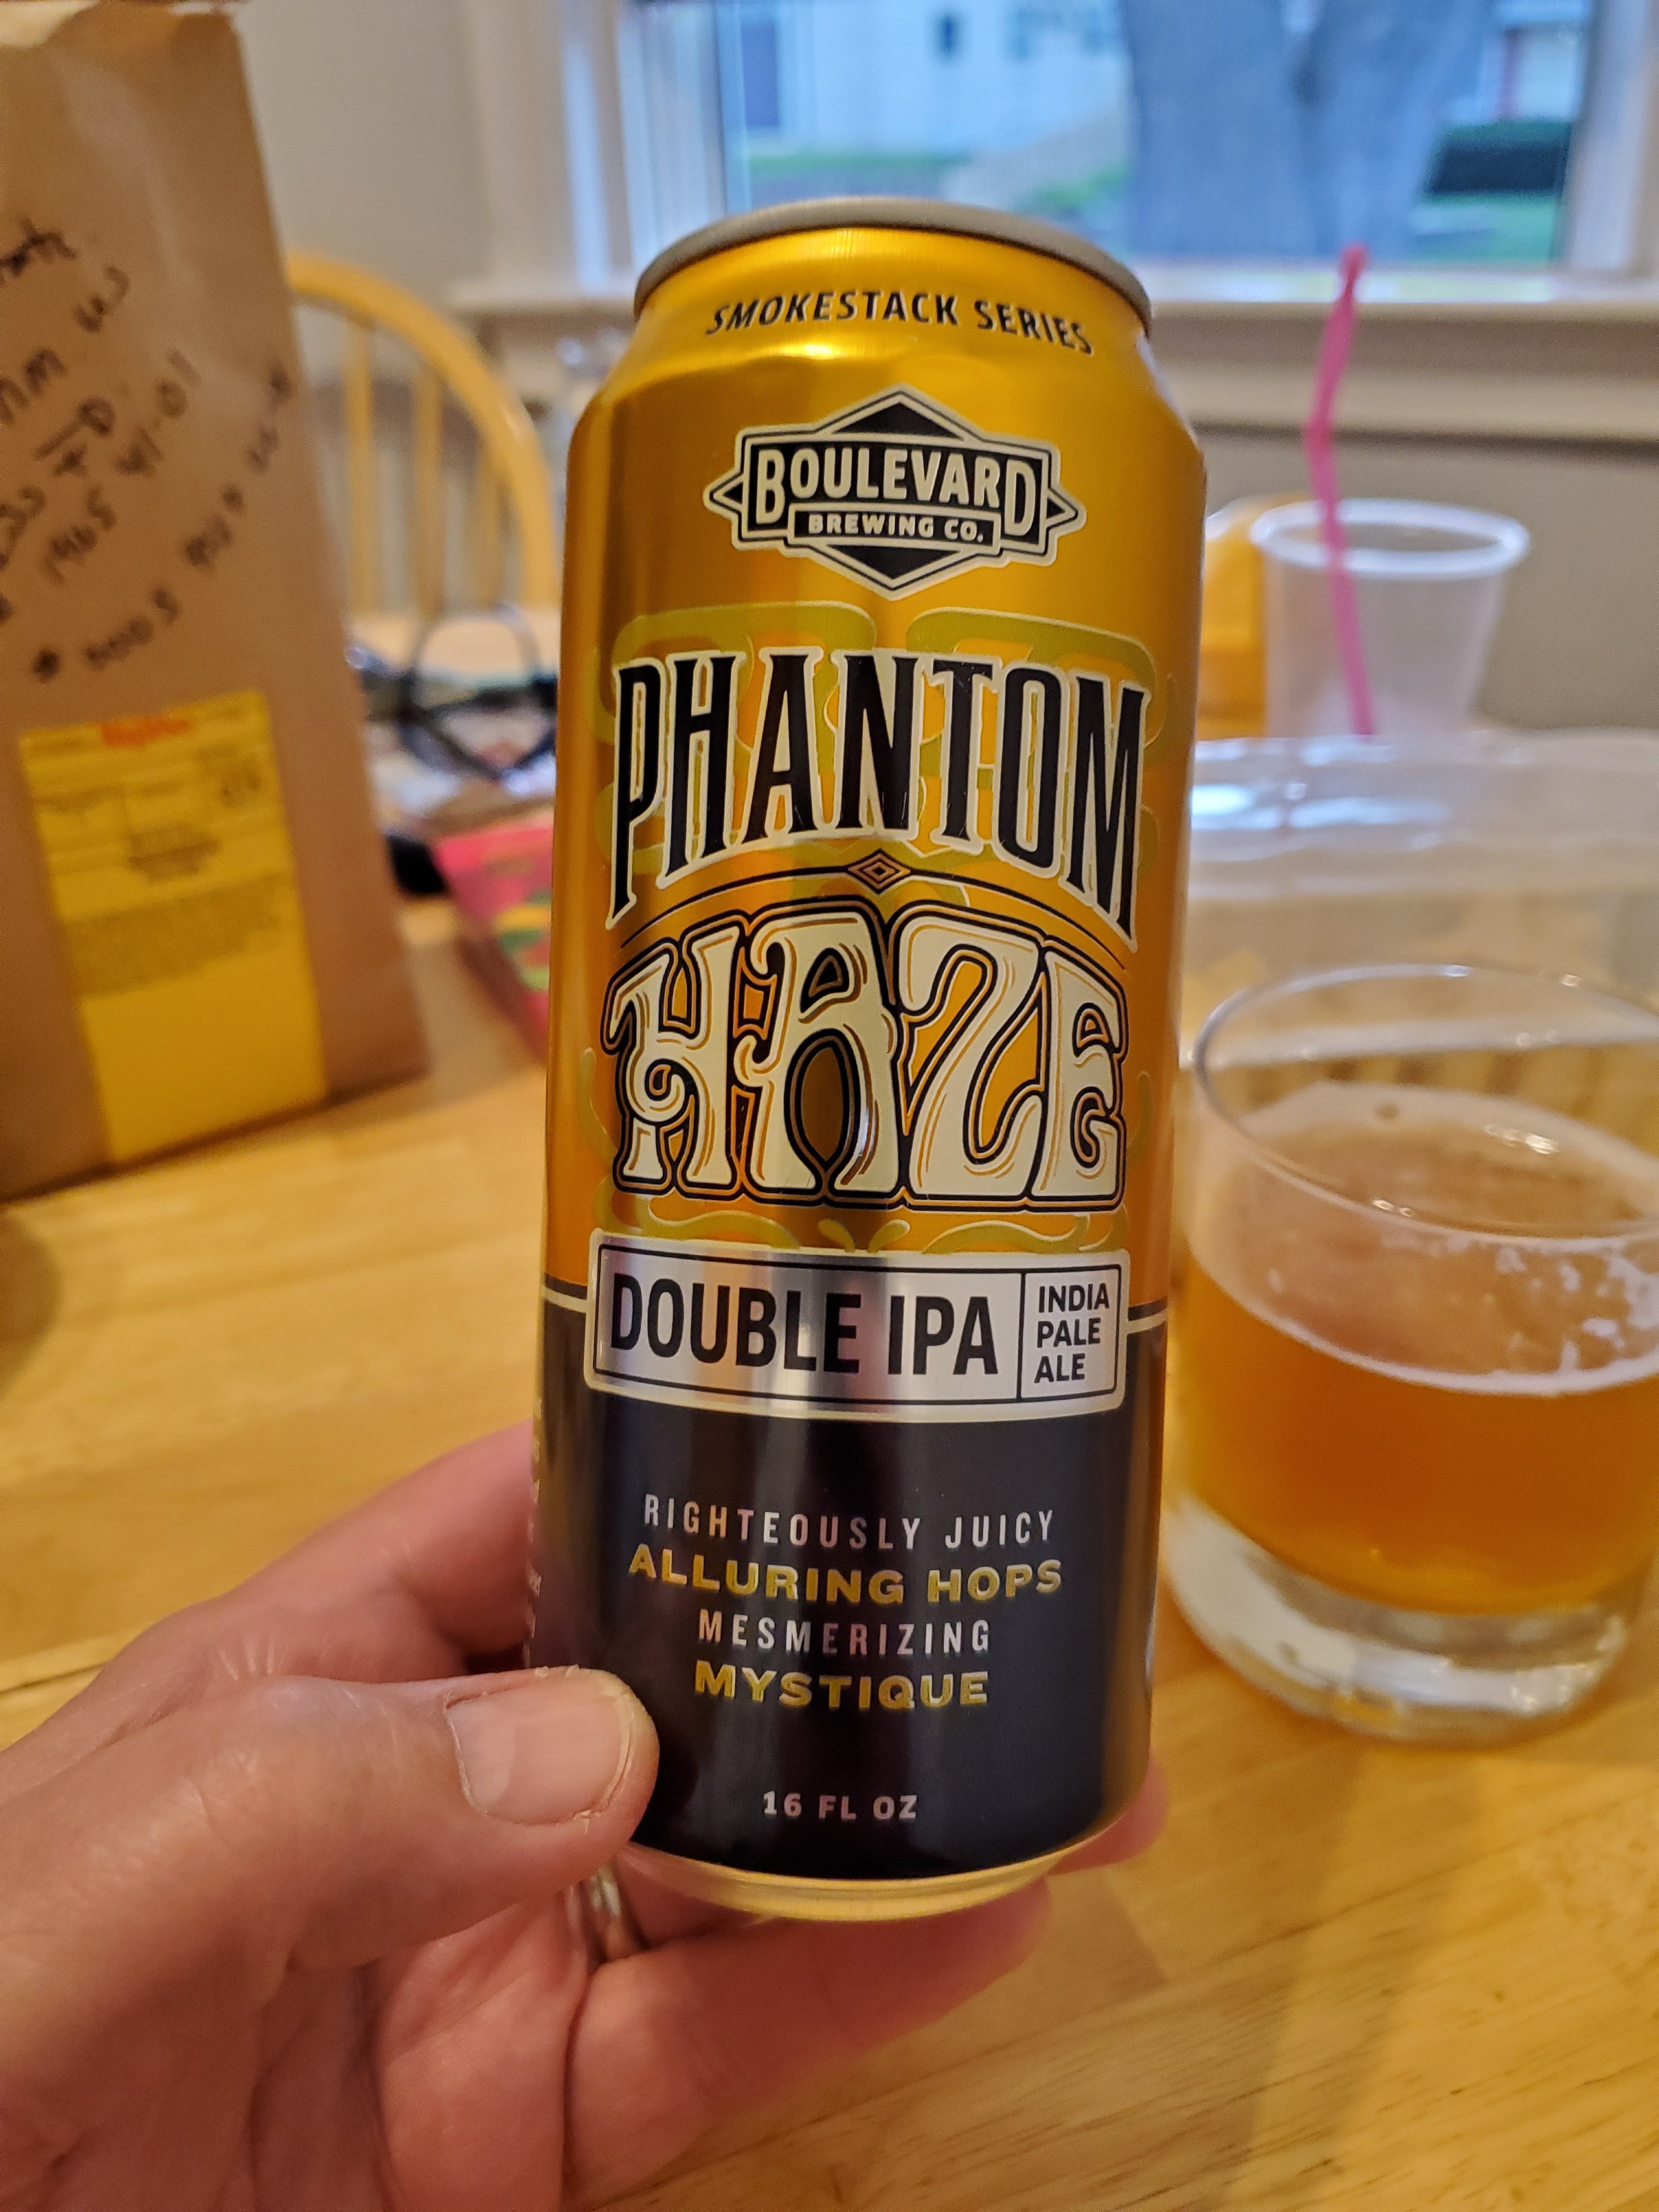 SMOKESTACK SERIES
BOULEVARD
BREWING CO.
PHANTOM
HAZE
DOUBLE IPA
INDIA
PALE
ALE
RIGHTEOUSLY JUICY
ALLURING HOPS
MESMERIZING
MYSTIQUE
16 FL OZ